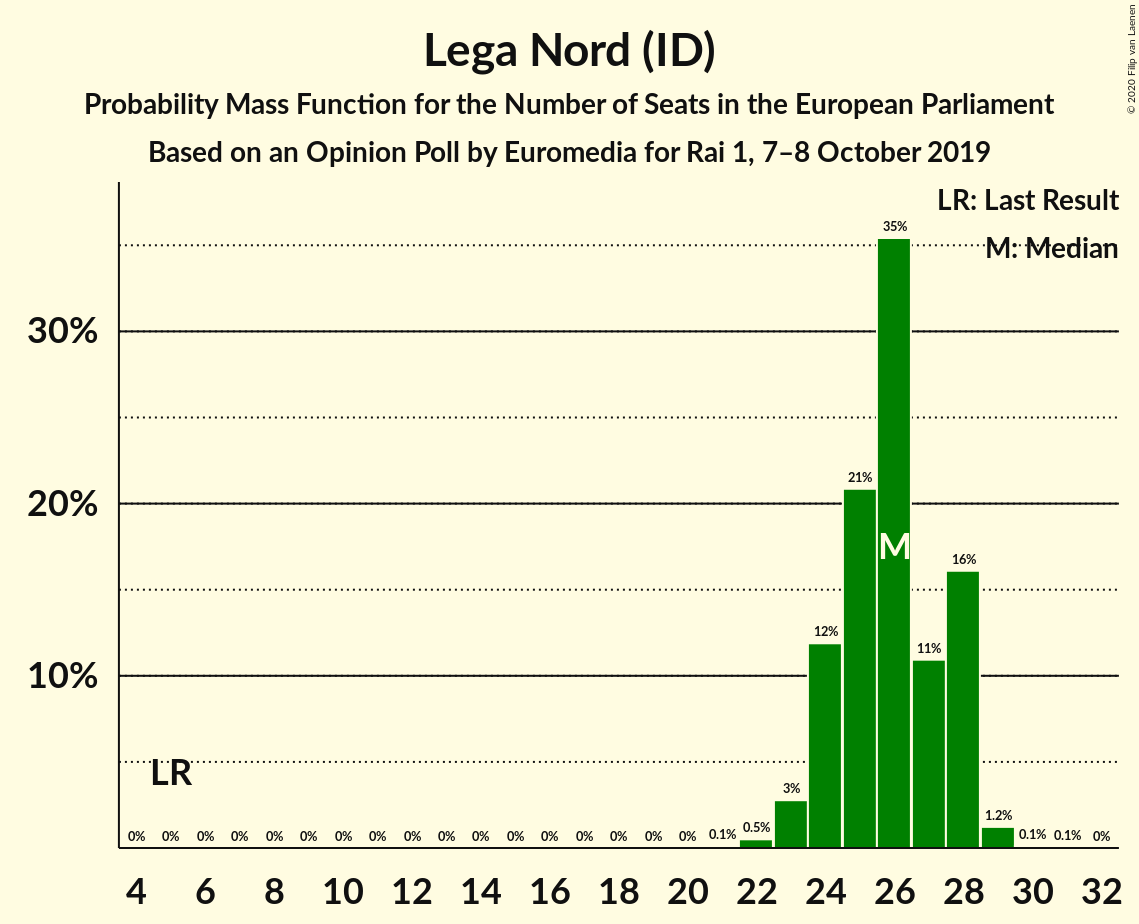 Lega Nord (ID)
Probability Mass Function for the Number of Seats in the European Parliament
Based on an Opinion Poll by Euromedia for Rai 1, 7–8 October 2019
© 2020 Filip van Laenen
LR: Last Result
M: Median
30%
20%
10%
35%
21%
M
16%
12%
11%
LR
3%
1.2%
0% 0% 0% 0% 0% 0% 0% 0% 0% 0% 0% 0% 0% 0% 0% 0% 0% 0.1% 0.5% 0.1% 0.1% 0%
4 6 8 10 12 14 16 18 20 22 24 26 28 30 32